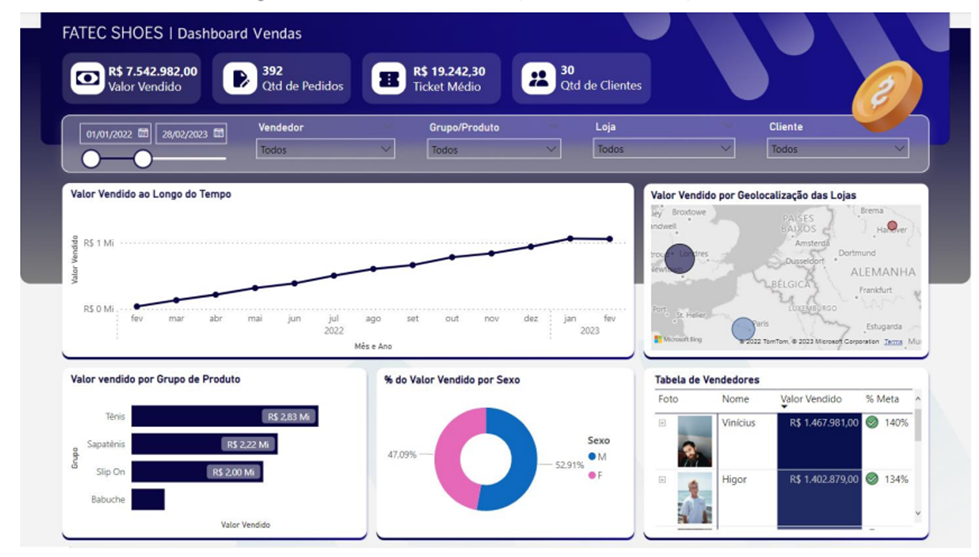 FATEC SHOES | Dashboard Vendas
R$ 7.542.982,00
Valor Vendido
392
Qtd de Pedidos
R$ 19.242,30
Ticket Médio
30
Qtd de Clientes
01/01/2022
28/02/2023
Vendedor
Todos
Grupo/Produto
Todos
Loja
Todos
Cliente
Todos
Valor Vendido ao Longo do Tempo
Valor Vendido
R$ 1 Mi
R$ 0 Mi
fev mar abr mai jun jul ago set out nov dez jan fev
2022 2023
Mês e Ano
Valor Vendido por Geolocalização das Lojas
Broxtowe
PAÍSES
BAIXOS
Brema
Hanover
Londres
Amsterdã
Dortmund
Dusseldorf
ALEMANHA
BÉLGICA
Frankfurt
LUXEMBURGO
St. Helier
Paris
Estugarda
Microsoft Bing
© 2022 TomTom, © 2023 Microsoft Corporation Terms
Valor vendido por Grupo de Produto
Grupo
Tênis R$ 2,83 Mi
Sapatênis R$ 2,22 Mi
Slip On R$ 2,00 Mi
Babuche
Valor Vendido
% do Valor Vendido por Sexo
47.09%
52.91%
Sexo
M
F
Tabela de Vendedores
Foto Nome Valor Vendido % Meta
Vinícius R$ 1.467.981,00 140%
Higor R$ 1.402.879,00 134%